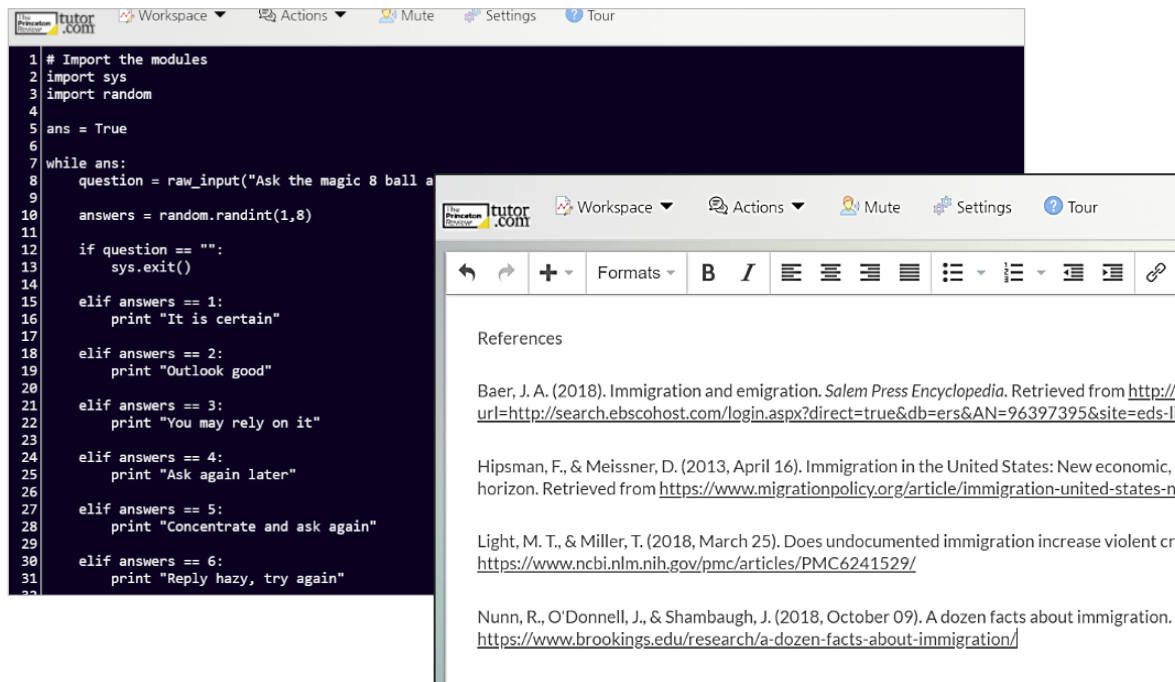 The Princeton Review tutor.com Workspace Actions Mute Settings Tour
1 # Import the modules
2 import sys
3 import random
4
5 ans = True
6
7 while ans:
8 question = raw_input("Ask the magic 8 ball a
9
10 answers = random.randint(1,8)
11
12 if question == "":
13 sys.exit()
14
15 elif answers == 1:
16 print "It is certain"
17
18 elif answers == 2:
19 print "Outlook good"
20
21 elif answers == 3:
22 print "You may rely on it"
23
24 elif answers == 4:
25 print "Ask again later"
26
27 elif answers == 5:
28 print "Concentrate and ask again"
29
30 elif answers == 6:
31 print "Reply hazy, try again"
32
The Princeton Review tutor.com Workspace Actions Mute Settings Tour
Formats B I
References
Baer, J. A. (2018). Immigration and emigration. Salem Press Encyclopedia. Retrieved from http:/
url=http://search.ebscohost.com/login.aspx?direct=true&db=ers&AN=96397395&site=eds-l
Hipsman, F., & Meissner, D. (2013, April 16). Immigration in the United States: New economic,
horizon. Retrieved from https://www.migrationpolicy.org/article/immigration-united-states-n
Light, M. T., & Miller, T. (2018, March 25). Does undocumented immigration increase violent cr
https://www.ncbi.nlm.nih.gov/pmc/articles/PMC6241529/
Nunn, R., O'Donnell, J., & Shambaugh, J. (2018, October 09). A dozen facts about immigration.
https://www.brookings.edu/research/a-dozen-facts-about-immigration/